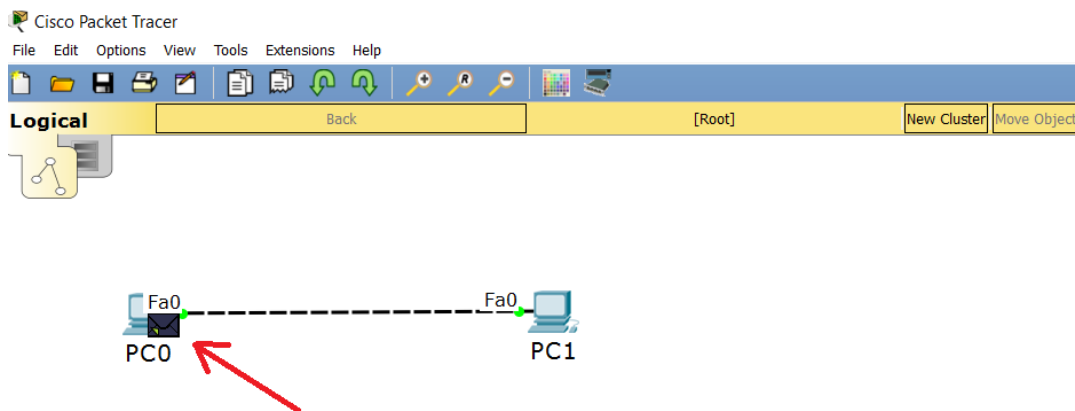 Cisco Packet Tracer
File Edit Options View Tools Extensions Help
Logical Back [Root] New Cluster Move Object
Fa0 Fa0
PC0 PC1